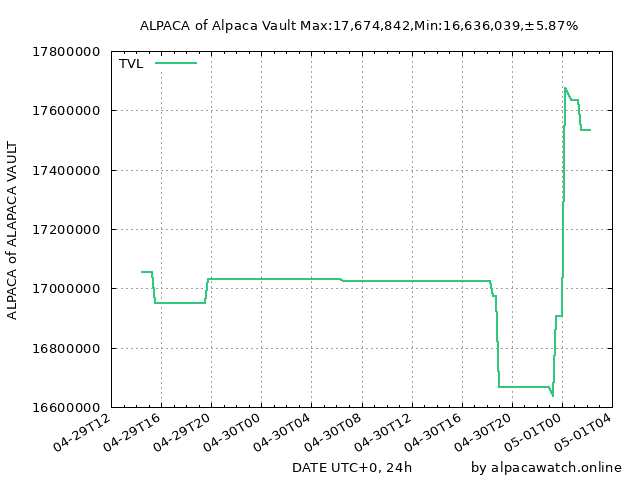 ALPACA of Alpaca Vault Max:17,674,842,Min:16,636,039,±5.87%
17800000
TVL
17600000
17400000
17200000
17000000
16800000
16600000
ALPACA of ALAPACA VAULT
04-29T12
04-29T16
04-29T20
04-30T00
04-30T04
04-30T08
04-30T12
04-30T16
04-30T20
05-01T00
05-01T04
DATE UTC+0, 24h
by alpacawatch.online